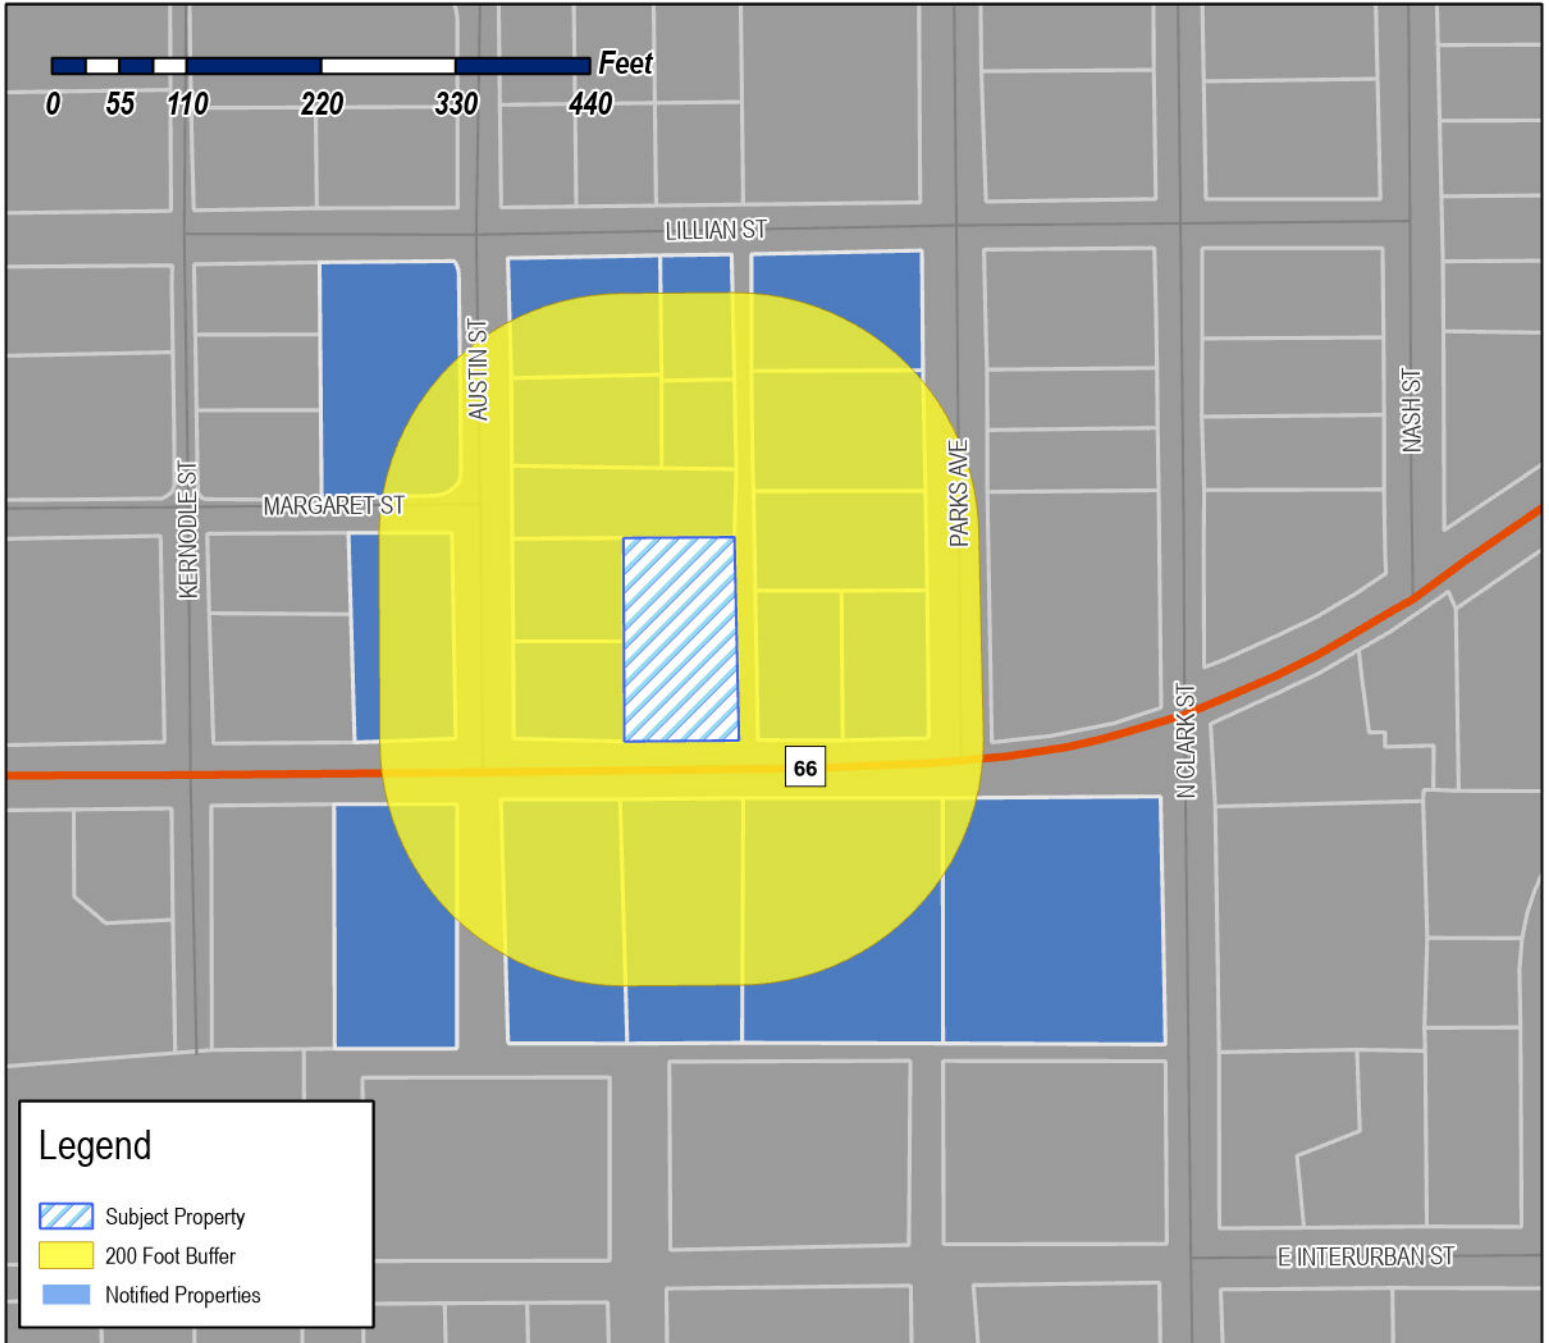 Feet
0 55 110 220 330 440
LILLIAN ST
AUSTIN ST
NASH ST
PARKS AVE
KERNODLE ST
MARGARET ST
N CLARK ST
66
Legend
Subject Property
200 Foot Buffer
Notified Properties
E INTERURBAN ST